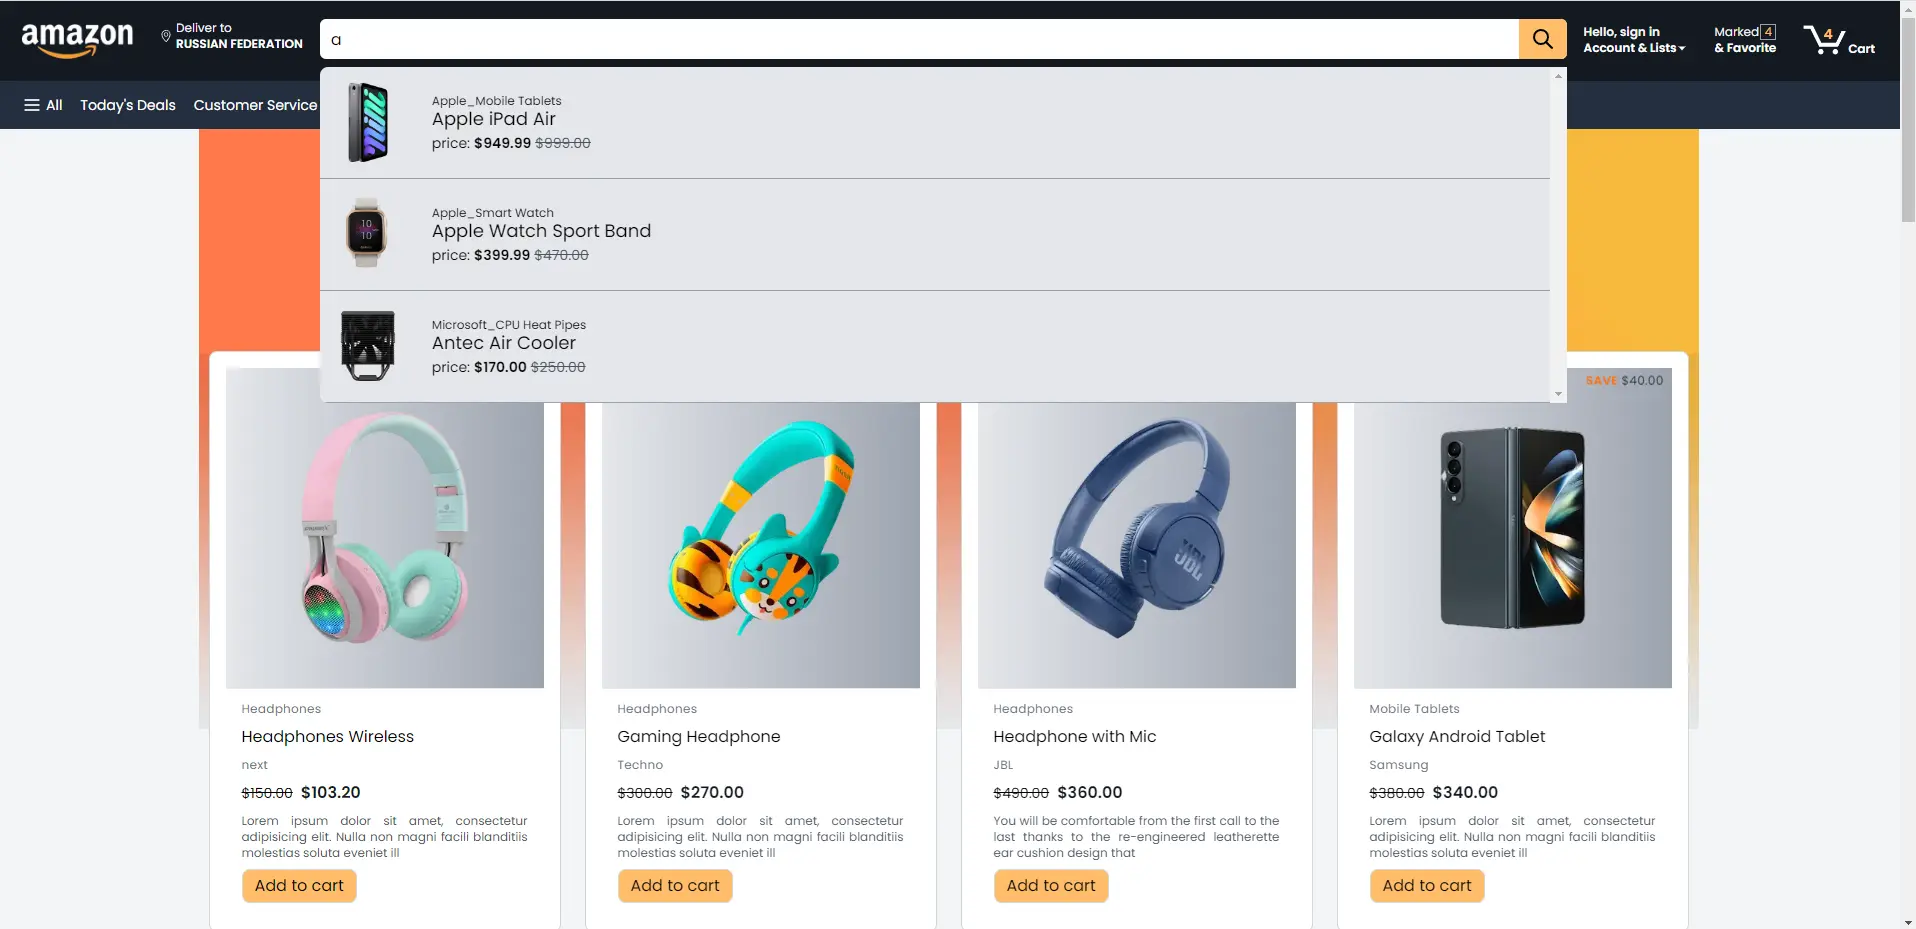 amazon
Deliver to
RUSSIAN FEDERATION
a
Hello, sign in
Account & Lists
Marked 4
& Favorite
4
Cart
All
Today's Deals
Customer Service
Apple_Mobile Tablets
Apple iPad Air
price: $949.99 $999.00
Apple_Smart Watch
Apple Watch Sport Band
price: $399.99 $470.00
Microsoft_CPU Heat Pipes
Antec Air Cooler
price: $170.00 $250.00
SAVE $40.00
10
10
JBL
Headphones
Headphones Wireless
next
$150.00 $103.20
Lorem ipsum dolor sit amet, consectetur
adipisicing elit. Nulla non magni facili blanditiis
molestias soluta eveniet ill
Add to cart
Headphones
Gaming Headphone
Techno
$300.00 $270.00
Lorem ipsum dolor sit amet, consectetur
adipisicing elit. Nulla non magni facili blanditiis
molestias soluta eveniet ill
Add to cart
Headphones
Headphone with Mic
JBL
$490.00 $360.00
You will be comfortable from the first call to the
last thanks to the re-engineered leatherette
ear cushion design that
Add to cart
Mobile Tablets
Galaxy Android Tablet
Samsung
$380.00 $340.00
Lorem ipsum dolor sit amet, consectetur
adipisicing elit. Nulla non magni facili blanditiis
molestias soluta eveniet ill
Add to cart